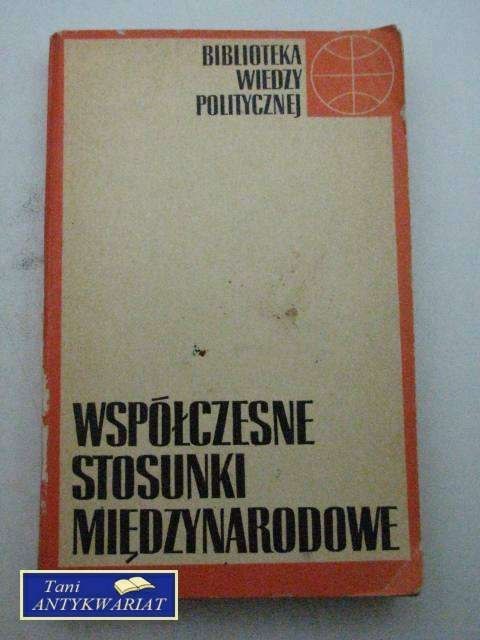 BIBLIOTEKA
WIEDZY
POLITYCZNEJ
WSPÓŁCZESNE
STOSUNKI
MIĘDZYNARODOWE
Tani
ANTYKWARIAT